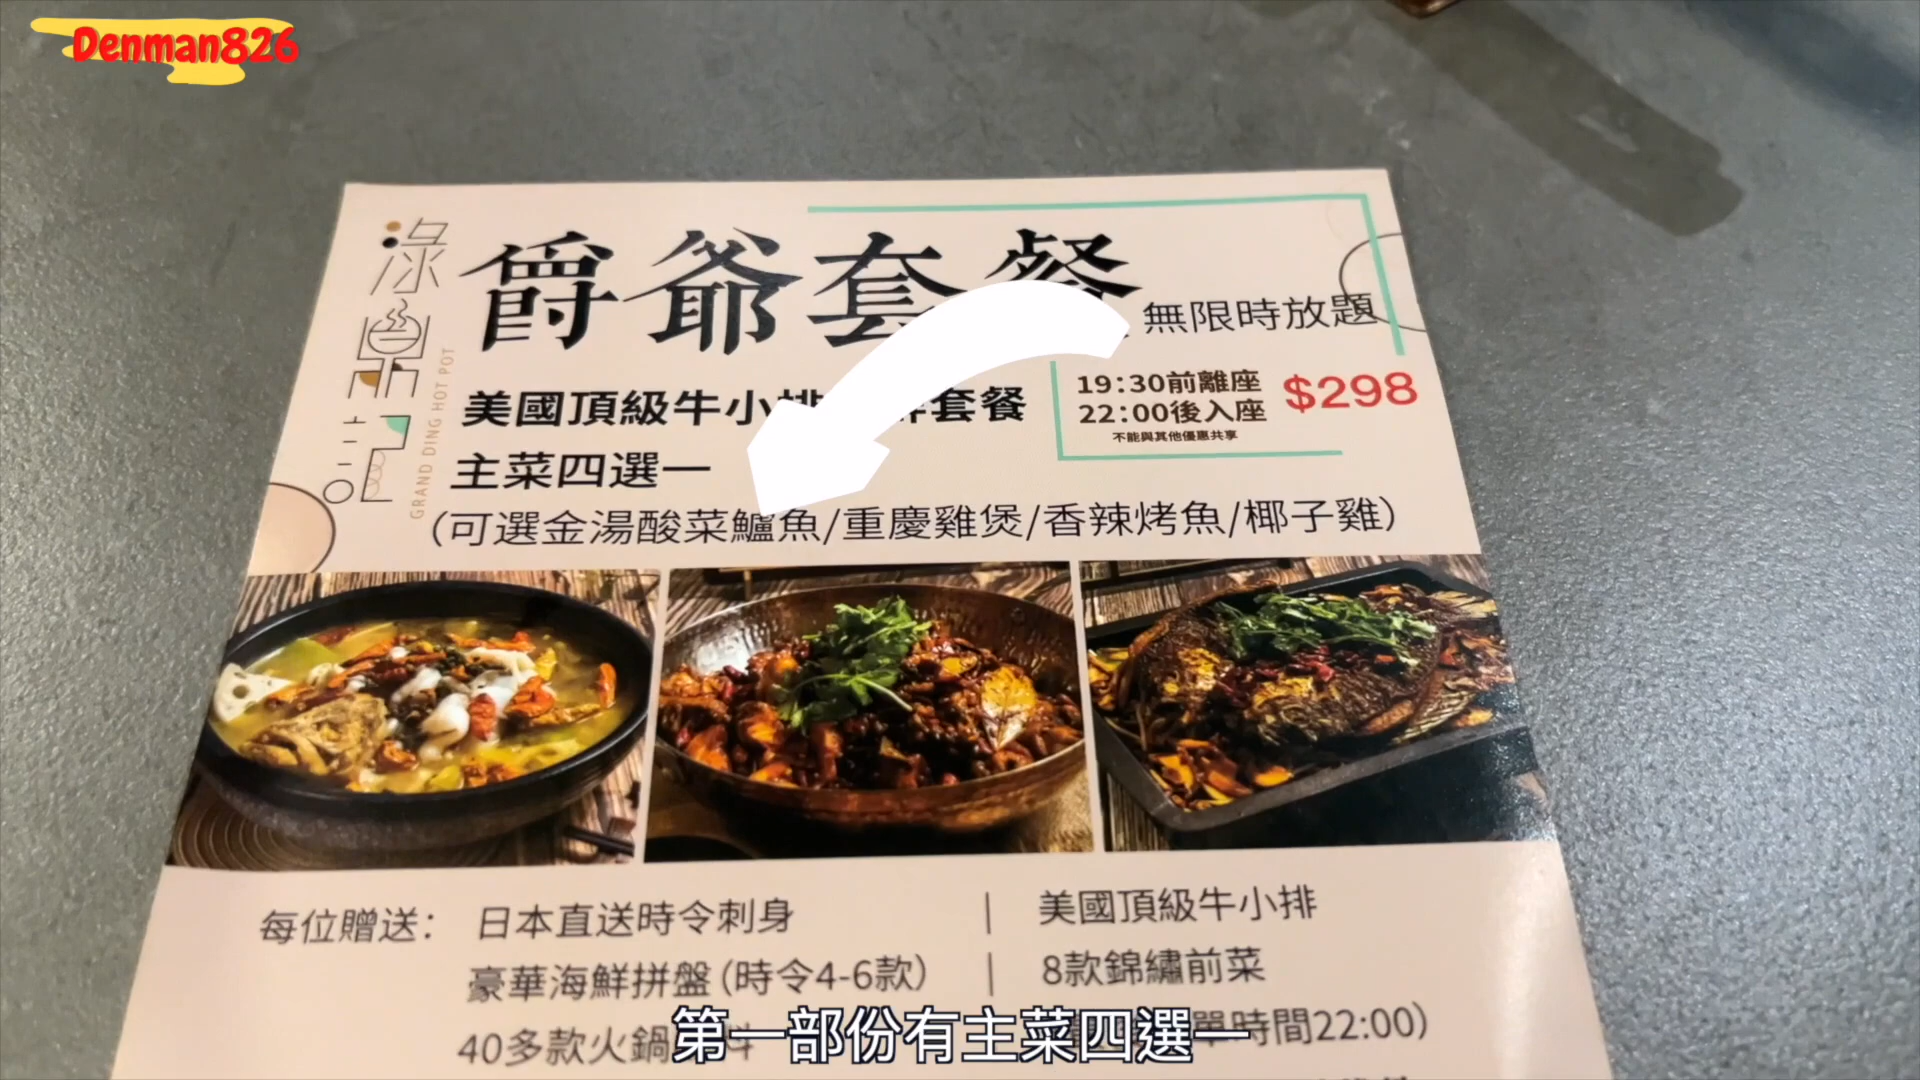 Denman826
淥鼎記
GRAND DING HOT POT
爵爺套餐
無限時放題
美國頂級牛小排 套餐
19:30前離座
22:00後入座
$298
不能與其他優惠共享
主菜四選一
(可選金湯酸菜鱸魚/重慶雞煲/香辣烤魚/椰子雞)
每位贈送: 日本直送時令刺身 | 美國頂級牛小排
豪華海鮮拼盤 (時令4-6款) | 8款錦繡前菜
40多款火鍋 單時間22:00)
第一部份有主菜四選一